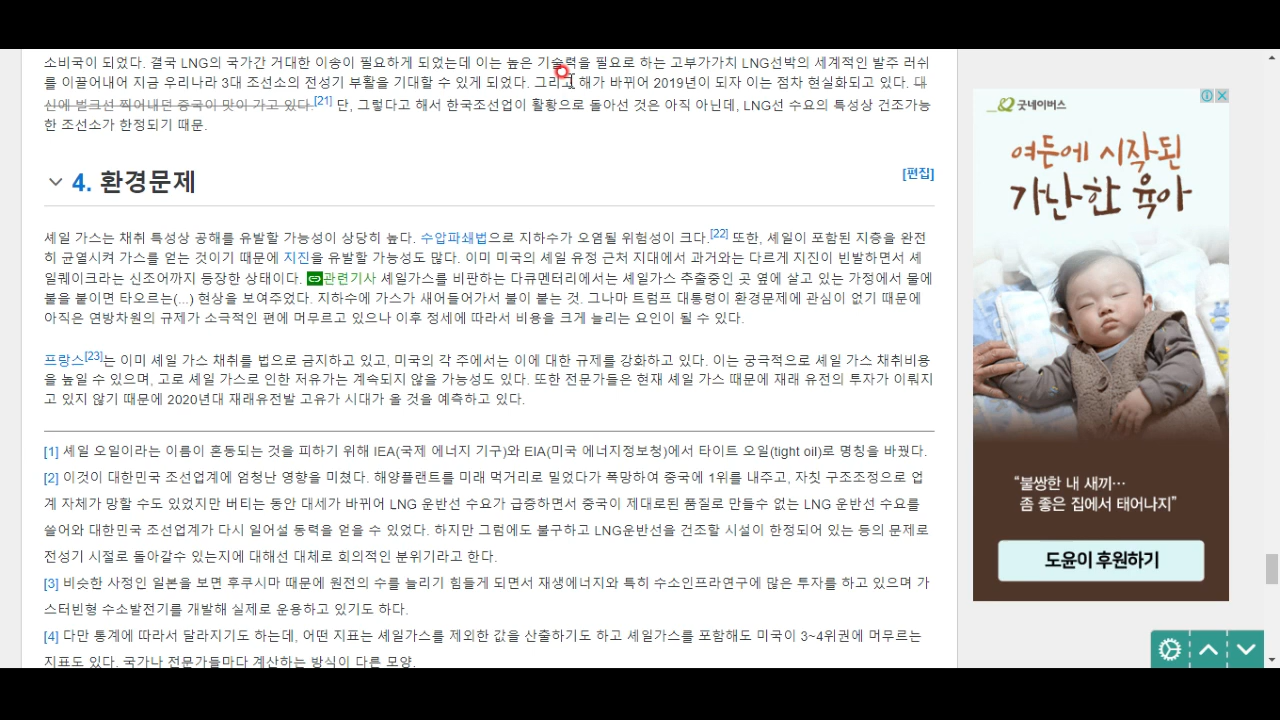 소비국이 되었다. 결국 LNG의 국가간 거대한 이송이 필요하게 되었는데 이는 높은 기술력을 필요로 하는 고부가가치 LNG선박의 세계적인 발주 러쉬
를 이끌어내어 지금 우리나라 3대 조선소의 전성기 부활을 기대할 수 있게 되었다. 그리고 해가 바뀌어 2019년이 되자 이는 점차 현실화되고 있다. 대
신에 벌크선 찍어내던 중국이 맛이 가고 있다.[21] 단, 그렇다고 해서 한국조선업이 활황으로 돌아선 것은 아직 아닌데, LNG선 수요의 특성상 건조가능
한 조선소가 한정되기 때문.
4. 환경문제
[편집]
셰일 가스는 채취 특성상 공해를 유발할 가능성이 상당히 높다. 수압파쇄법으로 지하수가 오염될 위험성이 크다.[22] 또한, 셰일이 포함된 지층을 완전
히 균열시켜 가스를 얻는 것이기 때문에 지진을 유발할 가능성도 많다. 이미 미국의 셰일 유정 근처 지대에서 과거와는 다르게 지진이 빈발하면서 셰
일퀘이크라는 신조어까지 등장한 상태이다. 관련기사 셰일가스를 비판하는 다큐멘터리에서는 셰일가스 추출중인 곳 옆에 살고 있는 가정에서 물에
불을 붙이면 타오르는(...) 현상을 보여주었다. 지하수에 가스가 새어들어가서 불이 붙는 것. 그나마 트럼프 대통령이 환경문제에 관심이 없기 때문에
아직은 연방차원의 규제가 소극적인 편에 머무르고 있으나 이후 정세에 따라서 비용을 크게 늘리는 요인이 될 수 있다.
프랑스[23]는 이미 셰일 가스 채취를 법으로 금지하고 있고, 미국의 각 주에서는 이에 대한 규제를 강화하고 있다. 이는 궁극적으로 셰일 가스 채취비용
을 높일 수 있으며, 고로 셰일 가스로 인한 저유가는 계속되지 않을 가능성도 있다. 또한 전문가들은 현재 셰일 가스 때문에 재래 유전의 투자가 이뤄지
고 있지 않기 때문에 2020년대 재래유전발 고유가 시대가 올 것을 예측하고 있다.
[1] 셰일 오일이라는 이름이 혼동되는 것을 피하기 위해 IEA(국제 에너지 기구)와 EIA(미국 에너지정보청)에서 타이트 오일(tight oil)로 명칭을 바꿨다.
[2] 이것이 대한민국 조선업계에 엄청난 영향을 미쳤다. 해양플랜트를 미래 먹거리로 밀었다가 폭망하여 중국에 1위를 내주고, 자칫 구조조정으로 업
계 자체가 망할 수도 있었지만 버티는 동안 대세가 바뀌어 LNG 운반선 수요가 급증하면서 중국이 제대로된 품질로 만들수 없는 LNG 운반선 수요를
쓸어와 대한민국 조선업계가 다시 일어설 동력을 얻을 수 있었다. 하지만 그럼에도 불구하고 LNG운반선을 건조할 시설이 한정되어 있는 등의 문제로
전성기 시절로 돌아갈수 있는지에 대해선 대체로 회의적인 분위기라고 한다.
[3] 비슷한 사정인 일본을 보면 후쿠시마 때문에 원전의 수를 늘리기 힘들게 되면서 재생에너지와 특히 수소인프라연구에 많은 투자를 하고 있으며 가
스터빈형 수소발전기를 개발해 실제로 운용하고 있기도 하다.
[4] 다만 통계에 따라서 달라지기도 하는데, 어떤 지표는 셰일가스를 제외한 값을 산출하기도 하고 셰일가스를 포함해도 미국이 3~4위권에 머무르는
지표도 있다. 국가나 전문가들마다 계산하는 방식이 다른 모양.
굿네이버스
여든에 시작된
가난한 육아
“불쌍한 내 새끼…
좀 좋은 집에서 태어나지”
도윤이 후원하기